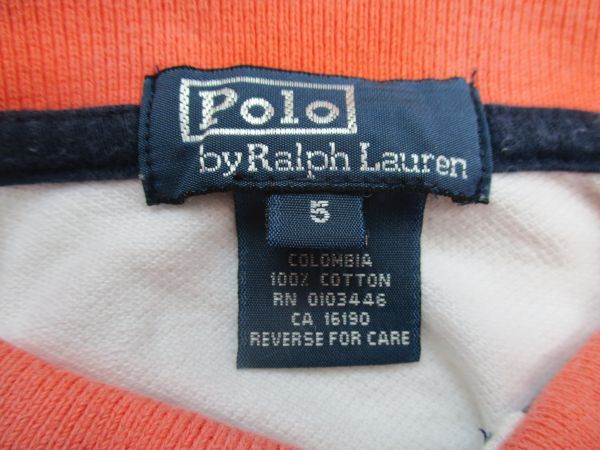 Polo
by Ralph Lauren
5
COLOMBIA
100% COTTON
RN 0103446
CA 16190
REVERSE FOR CARE